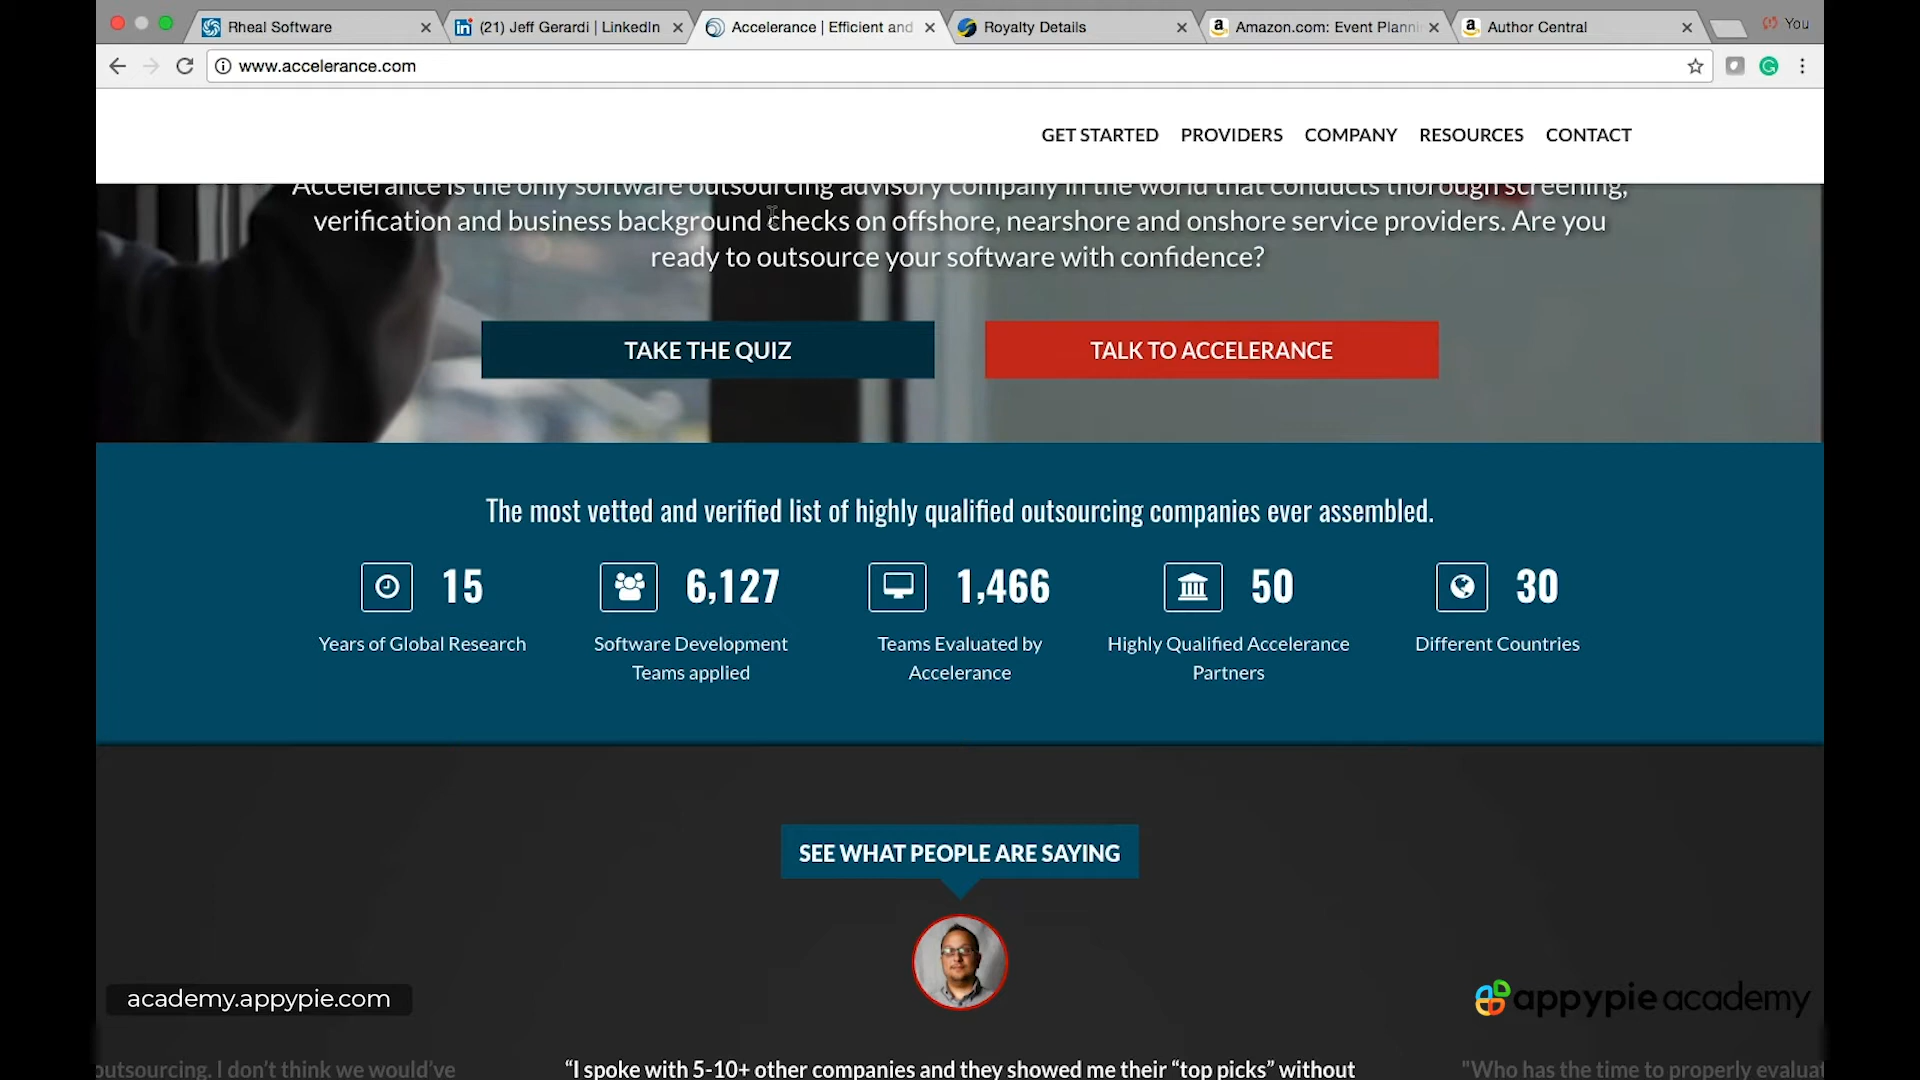 Rheal Software
(21) Jeff Gerardi | LinkedIn
Accelerance | Efficient and
Royalty Details
Amazon.com: Event Planni
Author Central
You
www.accelerance.com
GET STARTED PROVIDERS COMPANY RESOURCES CONTACT
Accelerance is the only software outsourcing advisory company in the world that conducts thorough screening,
verification and business background checks on offshore, nearshore and onshore service providers. Are you
ready to outsource your software with confidence?
TAKE THE QUIZ
TALK TO ACCELERANCE
The most vetted and verified list of highly qualified outsourcing companies ever assembled.
15
Years of Global Research
6,127
Software Development
Teams applied
1,466
Teams Evaluated by
Accelerance
50
Highly Qualified Accelerance
Partners
30
Different Countries
SEE WHAT PEOPLE ARE SAYING
academy.appypie.com
appypie academy
outsourcing. I don't think we would've
“I spoke with 5-10+ other companies and they showed me their “top picks” without
"Who has the time to properly evaluat